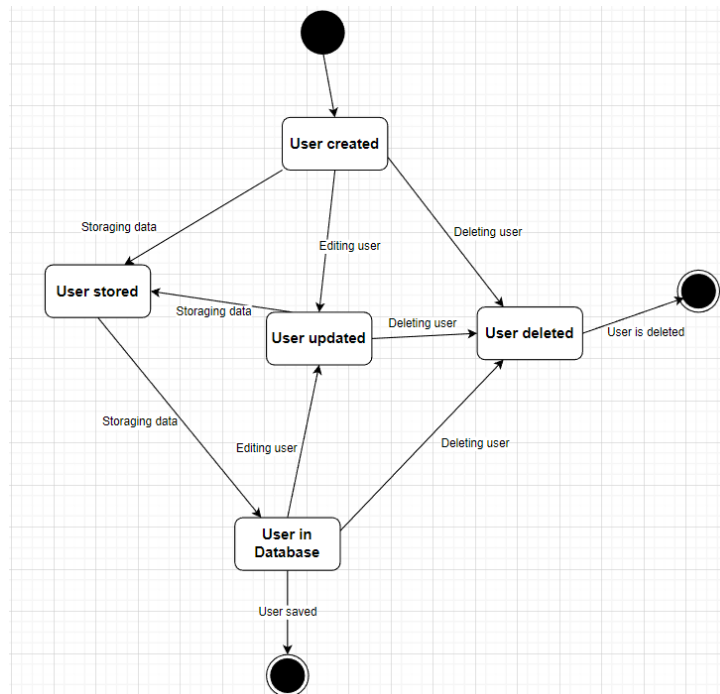 User created
Storaging data
Deleting user
Editing user
User stored
Storaging data
User updated
Deleting user
User deleted
User is deleted
Storaging data
Editing user
Deleting user
User in
Database
User saved